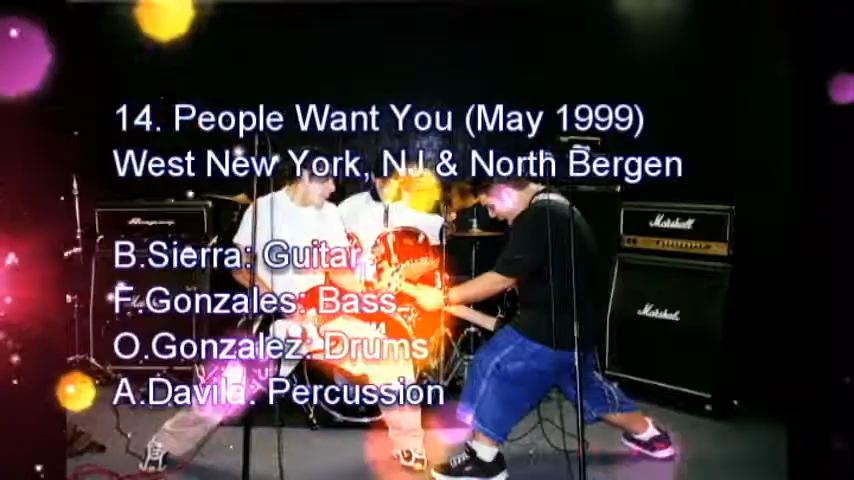 14. People Want You (May 1999)
West New York, NJ & North Bergen
B.Sierra: Guitar
F.Gonzales: Bass
O.Gonzalez: Drums
A.Davila: Percussion
Marshall
Marshall